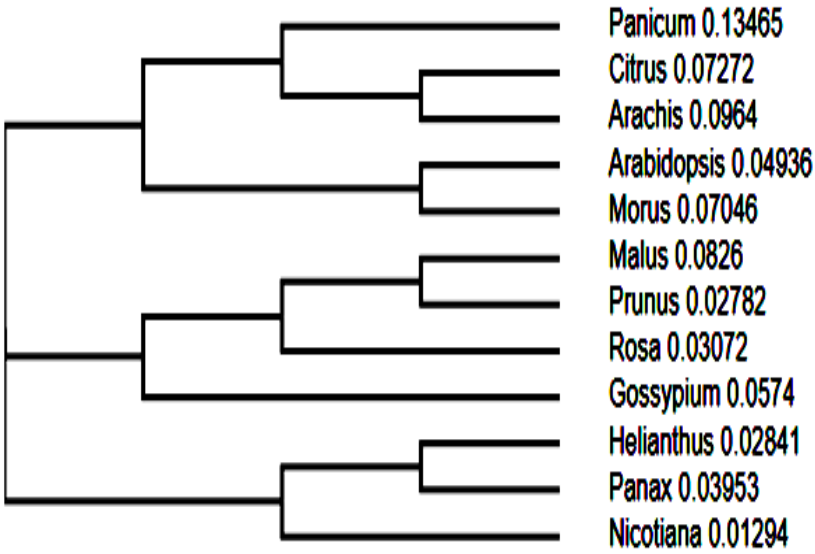 Panicum 0.13465
Citrus 0.07272
Arachis 0.0964
Arabidopsis 0.04936
Morus 0.07046
Malus 0.0826
Prunus 0.02782
Rosa 0.03072
Gossypium 0.0574
Helianthus 0.02841
Panax 0.03953
Nicotiana 0.01294